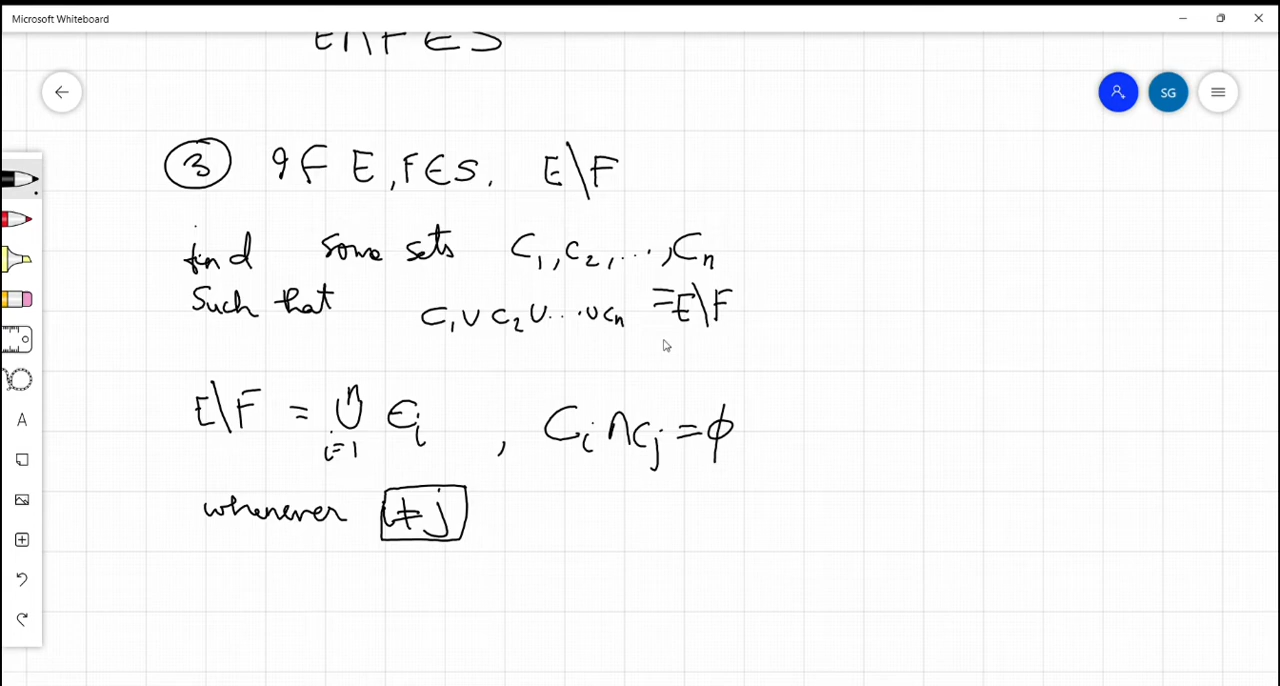 Microsoft Whiteboard
E∩F ∈ S
SG
③ If E, F ∈ S. E\F
find some sets C₁, C₂, ..., Cₙ
Such that C₁ ∪ C₂ ∪ ... ∪ Cₙ = E\F
A
E\F = ⋃ⁿᵢ₌₁ Cᵢ , Cᵢ ∩ Cⱼ = ϕ
whenever i ≠ j